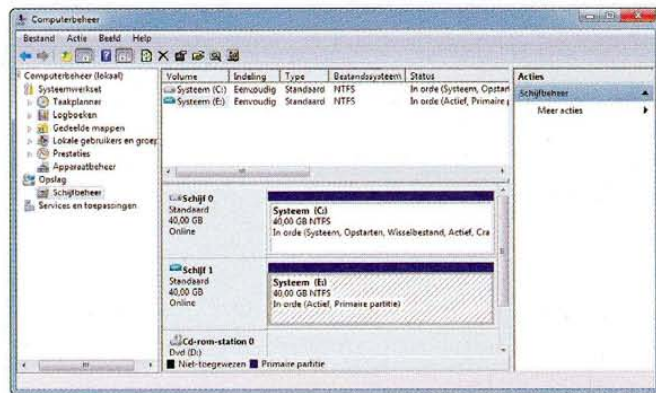 Computerbeheer
Bestand Actie Beeld Help
Computerbeheer (lokaal)
Systeemwerkset
Taakplanner
Logboeken
Gedeelde mappen
Lokale gebruikers en groep
Prestaties
Apparaatbeheer
Opslag
Schijfbeheer
Services en toepassingen
Volume Indeling Type Bestandssysteem Status
Systeem (C:) Eenvoudig Standaard NTFS In orde (Systeem, Opstart
Systeem (E:) Eenvoudig Standaard NTFS In orde (Actief, Primaire p
Schijf 0
Standaard
40,00 GB
Online
Systeem (C:)
40,00 GB NTFS
In orde (Systeem, Opstarten, Wisselbestand, Actief, Cra
Schijf 1
Standaard
40,00 GB
Online
Systeem (E:)
40,00 GB NTFS
In orde (Actief, Primaire partitie)
Cd-rom-station 0
Dvd (D:)
Niet-toegewezen Primaire partitie
Acties
Schijfbeheer
Meer acties